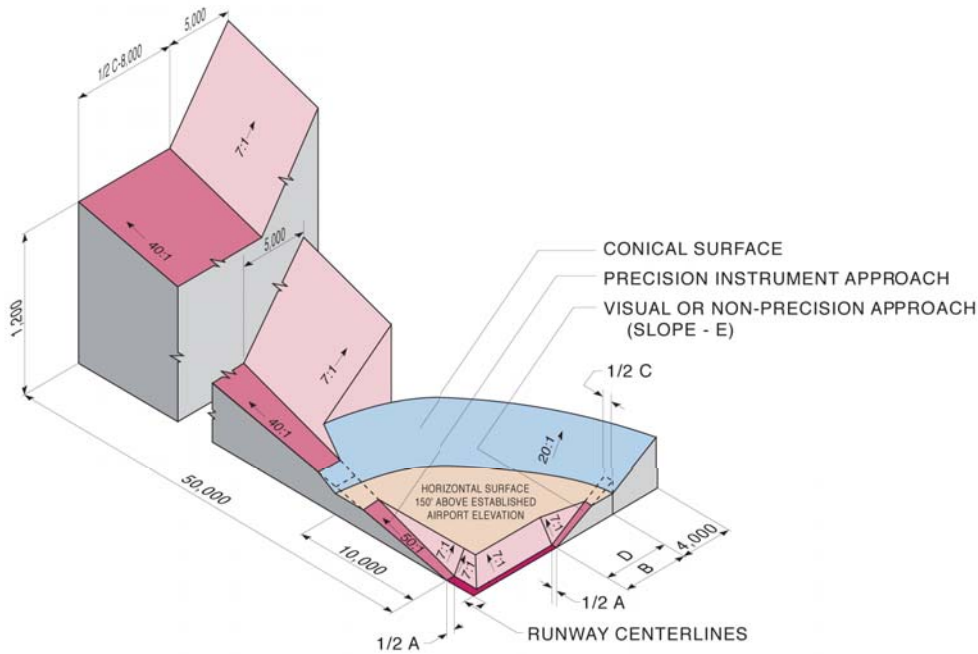 5,000
1/2 C-8,000
7:1
40:1
5,000
1,200
7:1
40:1
CONICAL SURFACE
PRECISION INSTRUMENT APPROACH
VISUAL OR NON-PRECISION APPROACH
(SLOPE - E)
1/2 C
20:1
HORIZONTAL SURFACE
150' ABOVE ESTABLISHED
AIRPORT ELEVATION
50,000
10,000
50:1
7:1
7:1
7:1
7:1
D
B
4,000
1/2 A
1/2 A
RUNWAY CENTERLINES